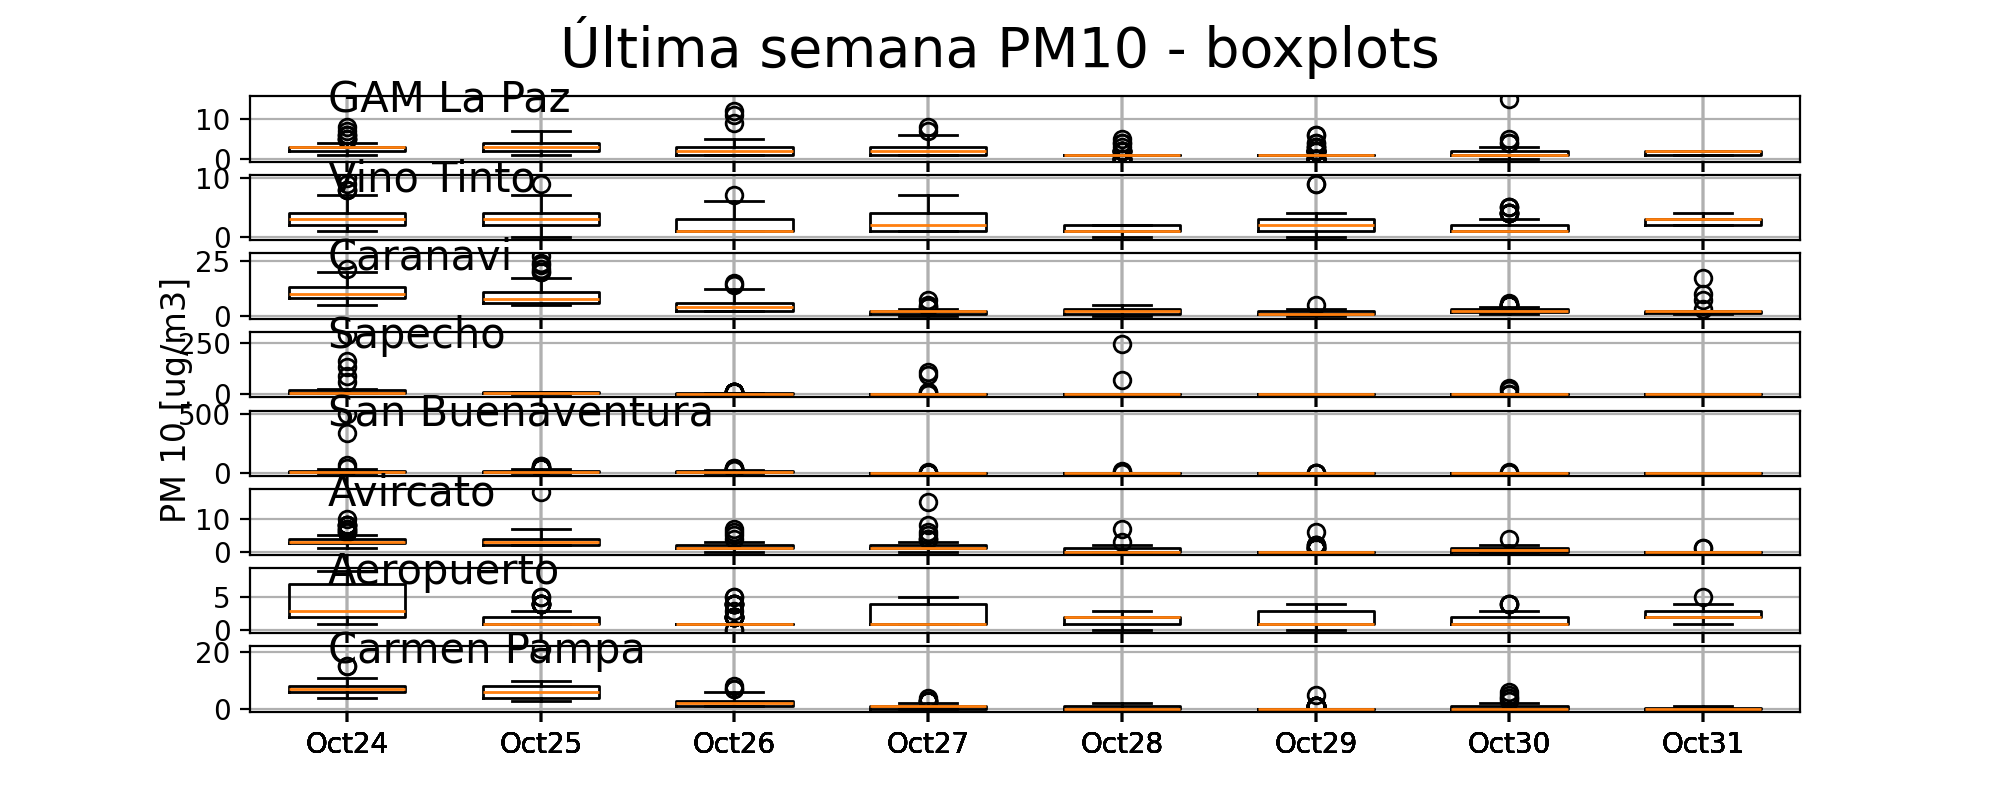 Última semana PM10 - boxplots
GAM La Paz
10
0
Vino Tinto
10
0
Caranavi
25
0
Sapecho
250
0
San Buenaventura
500
0
Avircato
10
0
Aeropuerto
5
0
Carmen Pampa
20
0
PM 10 [ug/m3]
Oct24 Oct25 Oct26 Oct27 Oct28 Oct29 Oct30 Oct31